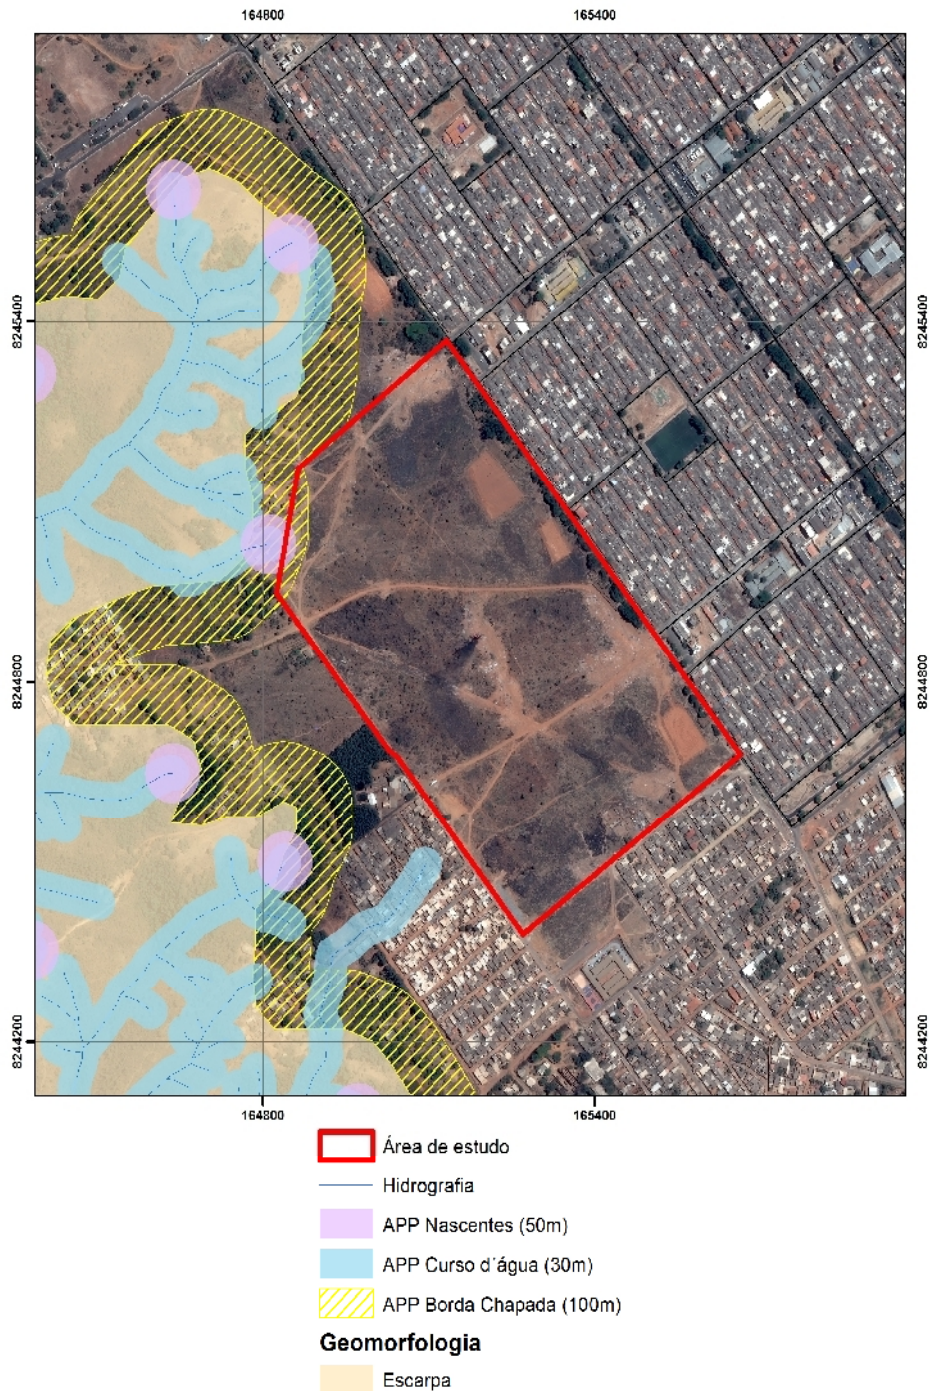 164800 165400
8245400 8245400
8244800 8244800
8244200 8244200
164800 165400
Área de estudo
Hidrografia
APP Nascentes (50m)
APP Curso d´água (30m)
APP Borda Chapada (100m)
Geomorfologia
Escarpa